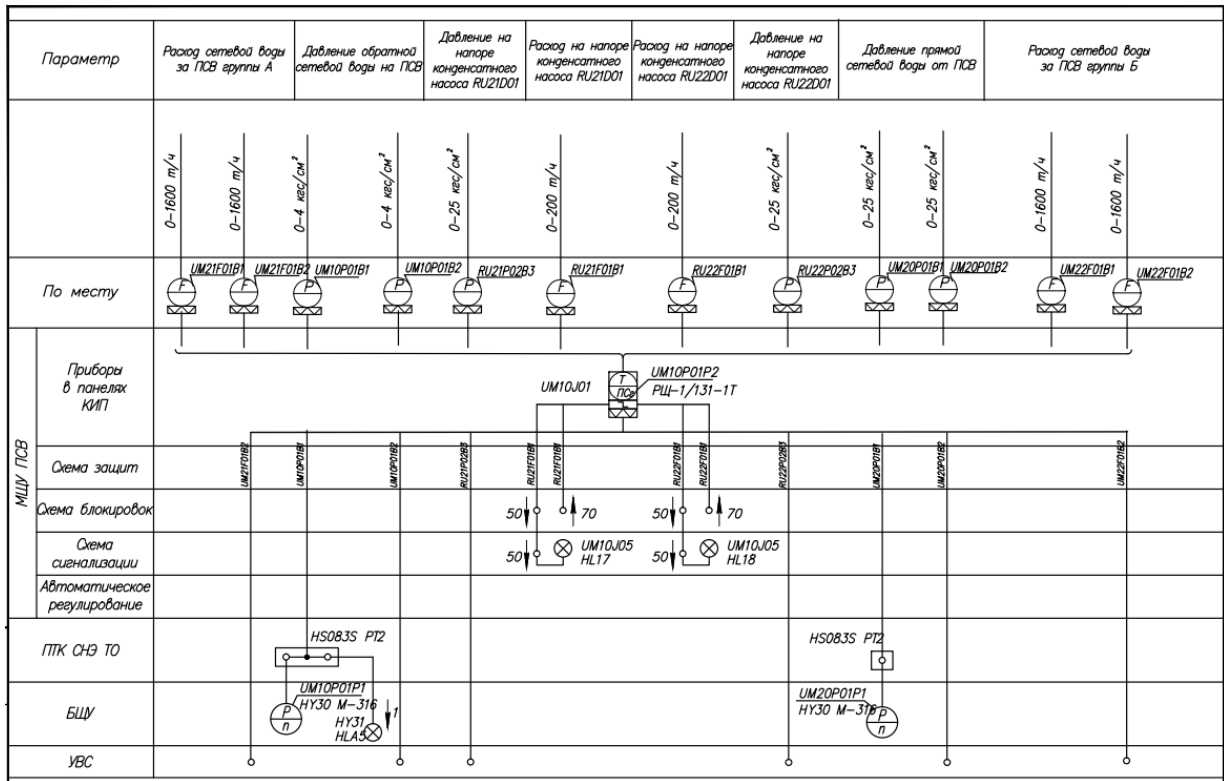 Параметр
Расход сетевой воды
за ПСВ группы А
Давление обратной
сетевой воды на ПСВ
Давление на
напоре
конденсатного
насоса RU21D01
Расход на напоре
конденсатного
насоса RU21D01
Расход на напоре
конденсатного
насоса RU22D01
Давление на
напоре
конденсатного
насоса RU22D01
Давление прямой
сетевой воды от ПСВ
Расход сетевой воды
за ПСВ группы Б
0-1600 т/ч
0-1600 т/ч
0-4 кгс/см²
0-4 кгс/см²
0-25 кгс/см²
0-200 т/ч
0-200 т/ч
0-25 кгс/см²
0-25 кгс/см²
0-25 кгс/см²
0-1600 т/ч
0-1600 т/ч
По месту
F
UM21F01B1
F
UM21F01B2
P
UM10P01B1
P
UM10P01B2
P
RU21P02B3
F
RU21F01B1
F
RU22F01B1
P
RU22P02B3
P
UM20P01B1
P
UM20P01B2
F
UM22F01B1
F
UM22F01B2
МЩУ ПСВ
Приборы
в панелях
КИП
UM10J01
T
UM10P01P2
РЩ-1/131-1Т
Схема защит
UM21F01B2
UM10P01B1
UM10P01B2
RU21P02B3
RU21F01B1
RU21F01B1
RU22F01B1
RU22F01B1
RU22P02B3
UM20P01B1
UM20P01B2
UM22F01B2
Схема блокировок
50
70
50
70
Схема
сигнализации
50
UM10J05
HL17
50
UM10J05
HL18
Автоматическое
регулирование
ПТК СНЭ ТО
HS083S PT2
HS083S PT2
БЩУ
UM10P01P1
HY30 M-316
P
n
HY31
HLA5
1
UM20P01P1
HY30 M-316
P
n
УВС